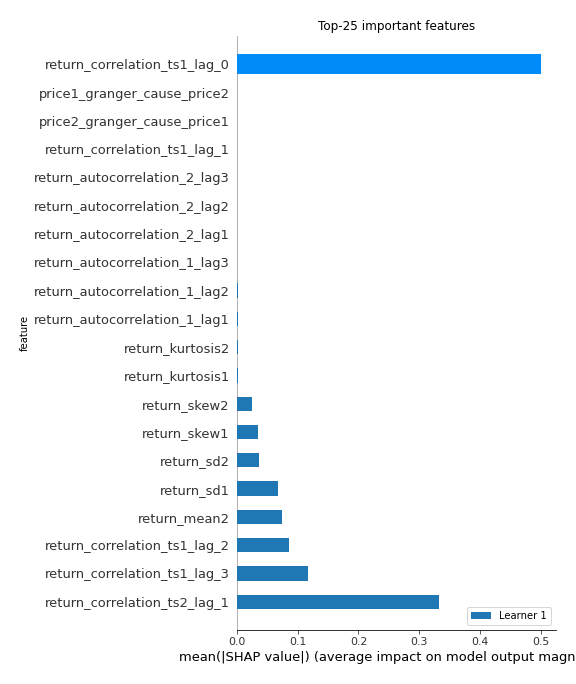 Top-25 important features
return_correlation_ts1_lag_0
price1_granger_cause_price2
price2_granger_cause_price1
return_correlation_ts1_lag_1
return_autocorrelation_2_lag3
return_autocorrelation_2_lag2
return_autocorrelation_2_lag1
return_autocorrelation_1_lag3
return_autocorrelation_1_lag2
return_autocorrelation_1_lag1
feature
return_kurtosis2
return_kurtosis1
return_skew2
return_skew1
return_sd2
return_sd1
return_mean2
return_correlation_ts1_lag_2
return_correlation_ts1_lag_3
return_correlation_ts2_lag_1
Learner 1
0.0 0.1 0.2 0.3 0.4 0.5
mean(|SHAP value|) (average impact on model output magn